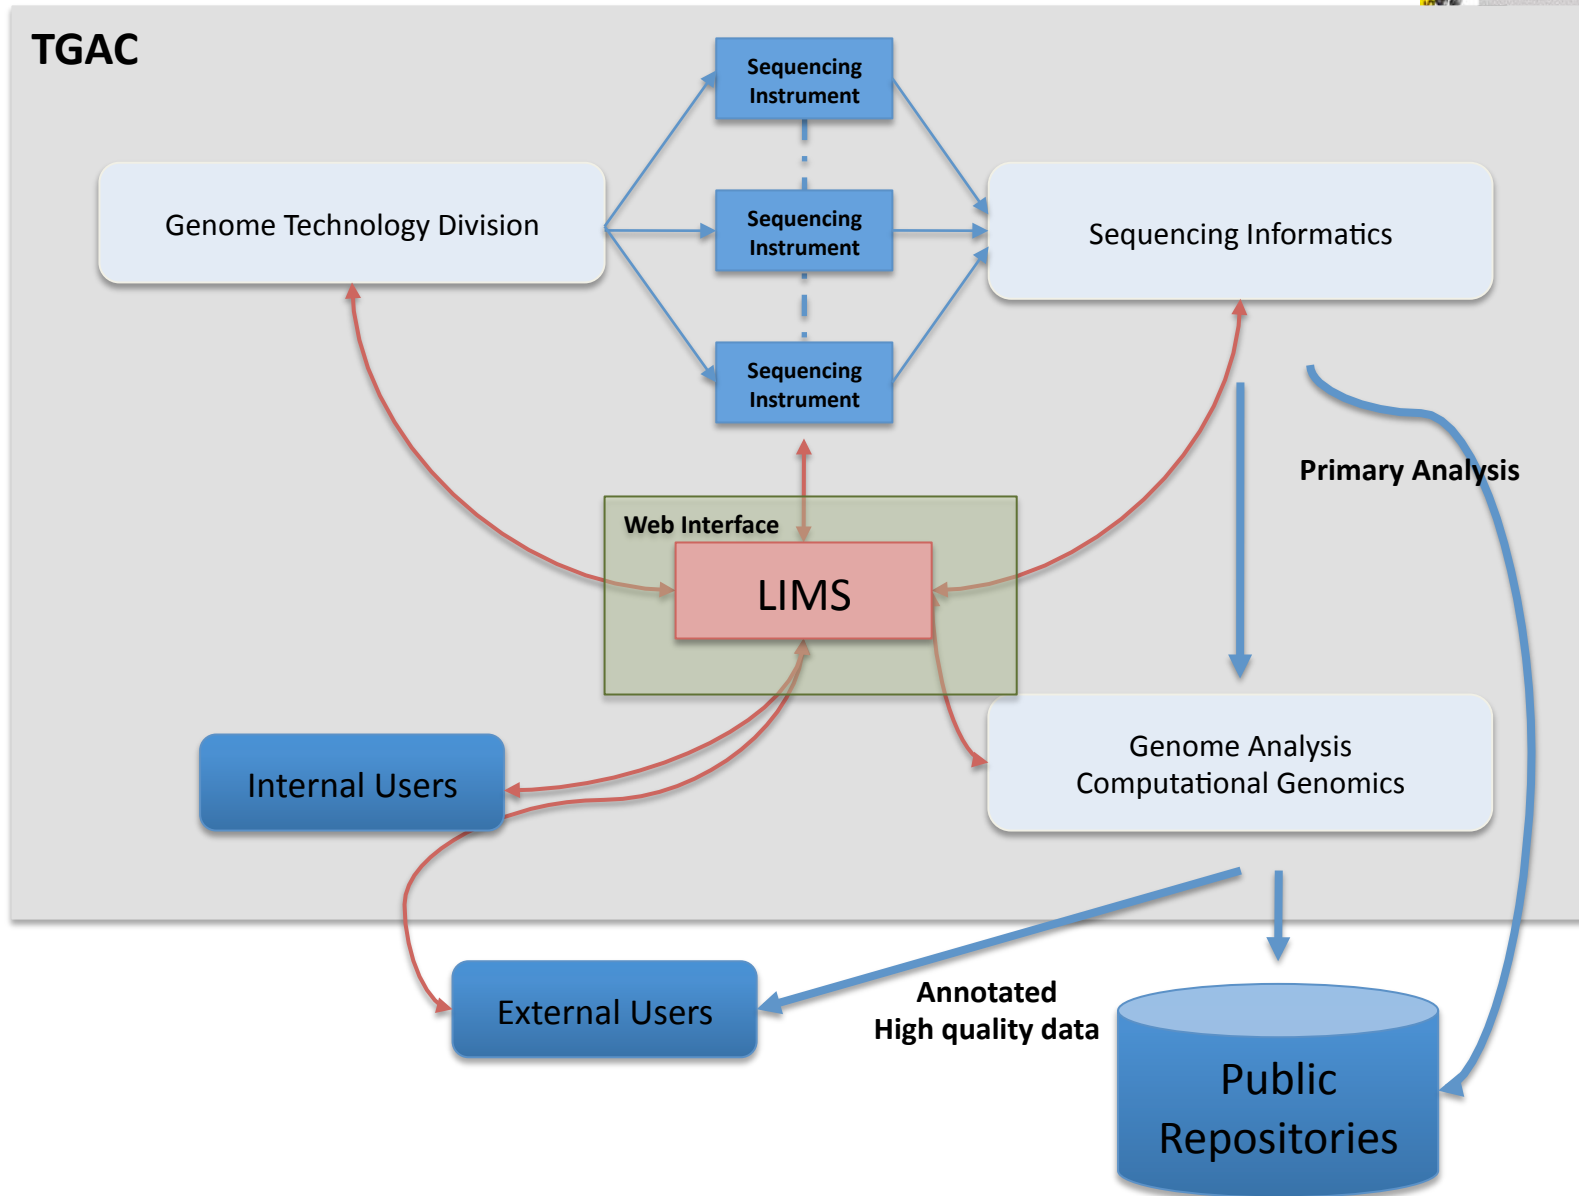 TGAC
Sequencing
Instrument
Genome Technology Division
Sequencing
Instrument
Sequencing Informatics
Sequencing
Instrument
Primary Analysis
Web Interface
LIMS
Internal Users
Genome Analysis
Computational Genomics
External Users
Annotated
High quality data
Public
Repositories